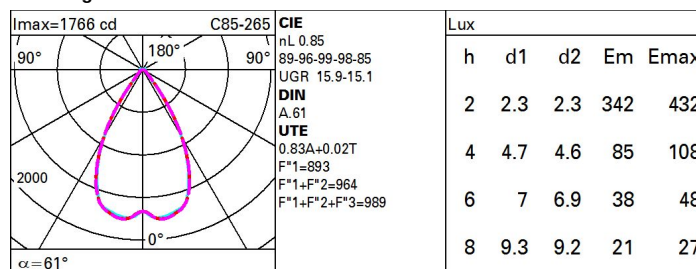 Imax=1766 cd C85-265
90° 180° 90°
2000
0°
α=61°
CIE
nL 0.85
89-96-99-98-85
UGR 15.9-15.1
DIN
A.61
UTE
0.83A+0.02T
F"1=893
F"1+F"2=964
F"1+F"2+F"3=989
Lux
h d1 d2 Em Emax
2 2.3 2.3 342 432
4 4.7 4.6 85 108
6 7 6.9 38 48
8 9.3 9.2 21 27